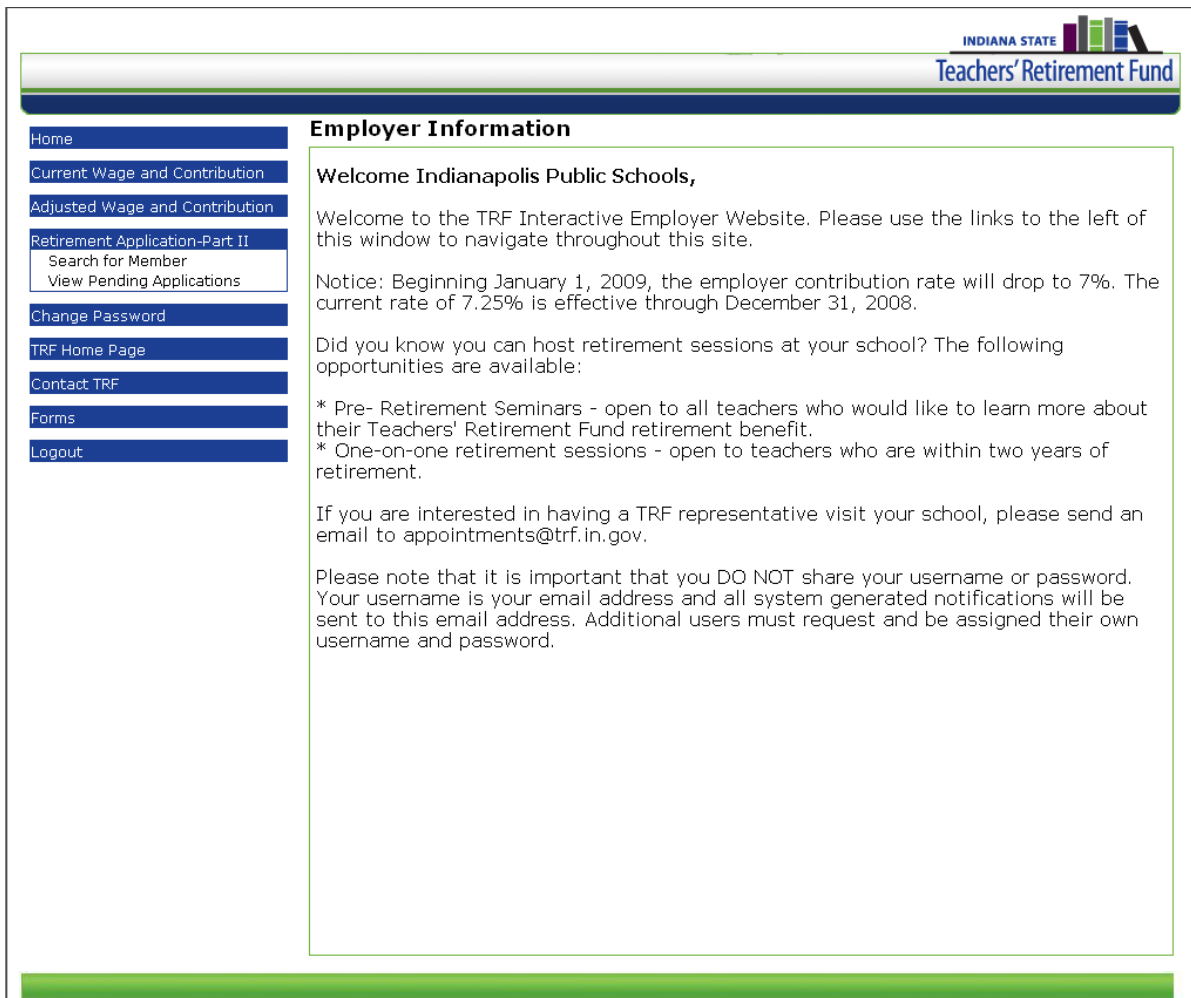 INDIANA STATE
Teachers' Retirement Fund
Home
Current Wage and Contribution
Adjusted Wage and Contribution
Retirement Application-Part II
Search for Member
View Pending Applications
Change Password
TRF Home Page
Contact TRF
Forms
Logout
Employer Information
Welcome Indianapolis Public Schools,
Welcome to the TRF Interactive Employer Website. Please use the links to the left of
this window to navigate throughout this site.
Notice: Beginning January 1, 2009, the employer contribution rate will drop to 7%. The
current rate of 7.25% is effective through December 31, 2008.
Did you know you can host retirement sessions at your school? The following
opportunities are available:
* Pre- Retirement Seminars - open to all teachers who would like to learn more about
their Teachers' Retirement Fund retirement benefit.
* One-on-one retirement sessions - open to teachers who are within two years of
retirement.
If you are interested in having a TRF representative visit your school, please send an
email to appointments@trf.in.gov.
Please note that it is important that you DO NOT share your username or password.
Your username is your email address and all system generated notifications will be
sent to this email address. Additional users must request and be assigned their own
username and password.